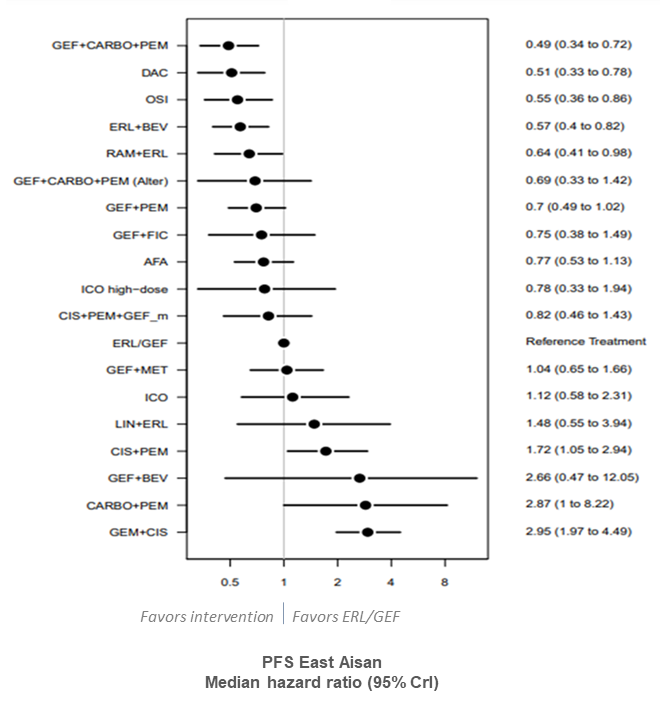 GEF+CARBO+PEM 0.49 (0.34 to 0.72)
DAC 0.51 (0.33 to 0.78)
OSI 0.55 (0.36 to 0.86)
ERL+BEV 0.57 (0.4 to 0.82)
RAM+ERL 0.64 (0.41 to 0.98)
GEF+CARBO+PEM (Alter) 0.69 (0.33 to 1.42)
GEF+PEM 0.7 (0.49 to 1.02)
GEF+FIC 0.75 (0.38 to 1.49)
AFA 0.77 (0.53 to 1.13)
ICO high−dose 0.78 (0.33 to 1.94)
CIS+PEM+GEF_m 0.82 (0.46 to 1.43)
ERL/GEF Reference Treatment
GEF+MET 1.04 (0.65 to 1.66)
ICO 1.12 (0.58 to 2.31)
LIN+ERL 1.48 (0.55 to 3.94)
CIS+PEM 1.72 (1.05 to 2.94)
GEF+BEV 2.66 (0.47 to 12.05)
CARBO+PEM 2.87 (1 to 8.22)
GEM+CIS 2.95 (1.97 to 4.49)
0.5 1 2 4 8
Favors intervention Favors ERL/GEF
PFS East Aisan
Median hazard ratio (95% CrI)